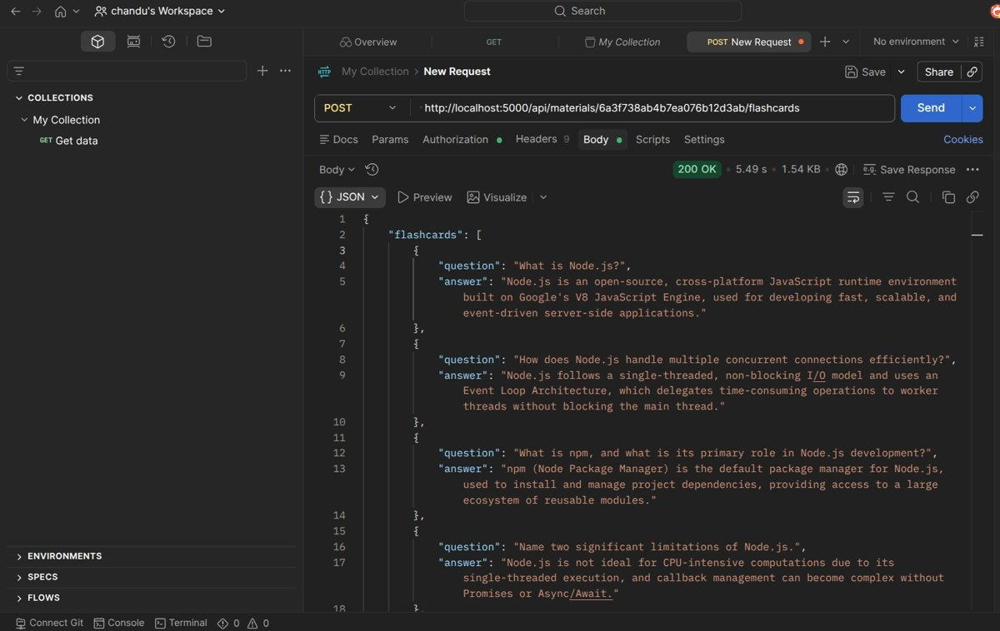 chandu's Workspace
Search
Overview
GET
My Collection
POST New Request
No environment
COLLECTIONS
My Collection
GET Get data
ENVIRONMENTS
SPECS
FLOWS
HTTP My Collection > New Request
Save
Share
POST
http://localhost:5000/api/materials/6a3f738ab4b7ea076b12d3ab/flashcards
Send
Docs Params Authorization Headers 9 Body Scripts Settings
Cookies
Body
200 OK • 5.49 s • 1.54 KB
e.g. Save Response
{ } JSON
Preview
Visualize
1 {
2 "flashcards": [
3 {
4 "question": "What is Node.js?",
5 "answer": "Node.js is an open-source, cross-platform JavaScript runtime environment
built on Google's V8 JavaScript Engine, used for developing fast, scalable, and
event-driven server-side applications."
6 },
7 {
8 "question": "How does Node.js handle multiple concurrent connections efficiently?",
9 "answer": "Node.js follows a single-threaded, non-blocking I/O model and uses an
Event Loop Architecture, which delegates time-consuming operations to worker
threads without blocking the main thread."
10 },
11 {
12 "question": "What is npm, and what is its primary role in Node.js development?",
13 "answer": "npm (Node Package Manager) is the default package manager for Node.js,
used to install and manage project dependencies, providing access to a large
ecosystem of reusable modules."
14 },
15 {
16 "question": "Name two significant limitations of Node.js.",
17 "answer": "Node.js is not ideal for CPU-intensive computations due to its
single-threaded execution, and callback management can become complex without
Promises or Async/Await."
18 }
Connect Git Console Terminal 0 0